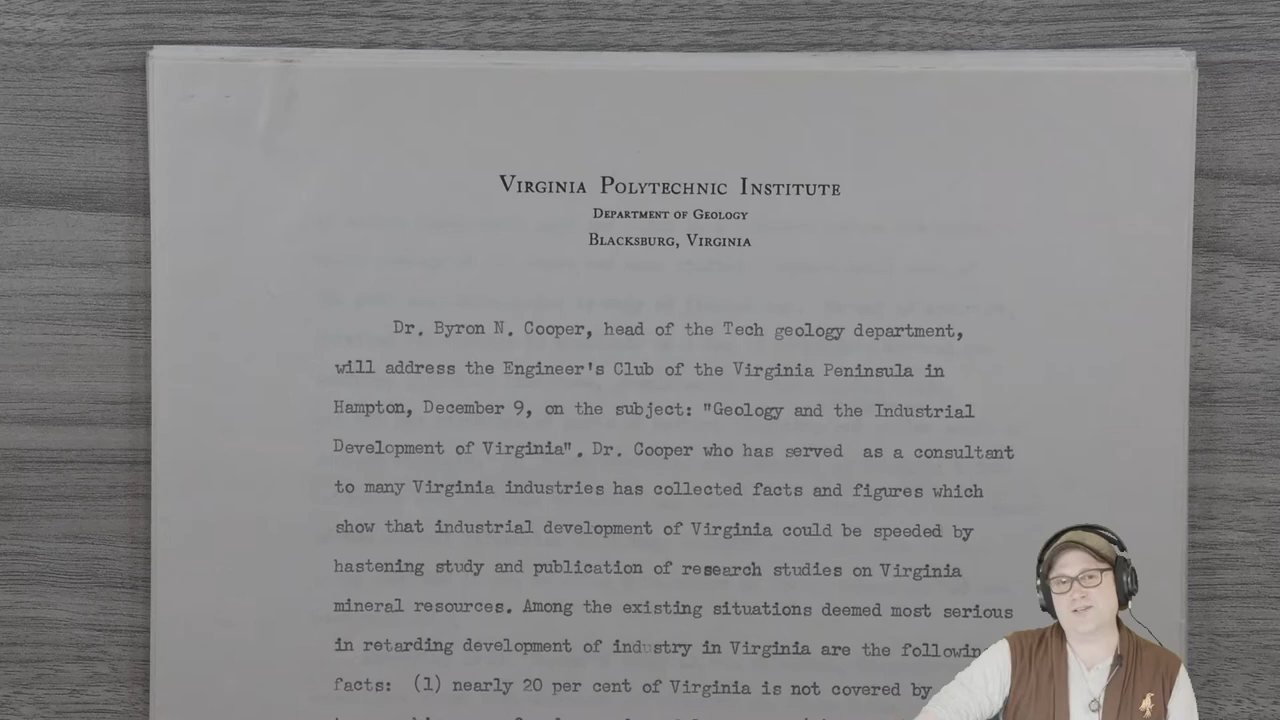 Virginia Polytechnic Institute
Department of Geology
Blacksburg, Virginia
Dr. Byron N. Cooper, head of the Tech geology department,
will address the Engineer's Club of the Virginia Peninsula in
Hampton, December 9, on the subject: "Geology and the Industrial
Development of Virginia". Dr. Cooper who has served as a consultant
to many Virginia industries has collected facts and figures which
show that industrial development of Virginia could be speeded by
hastening study and publication of research studies on Virginia
mineral resources. Among the existing situations deemed most serious
in retarding development of industry in Virginia are the
facts: (1) nearly 20 per cent of Virginia is not covered by